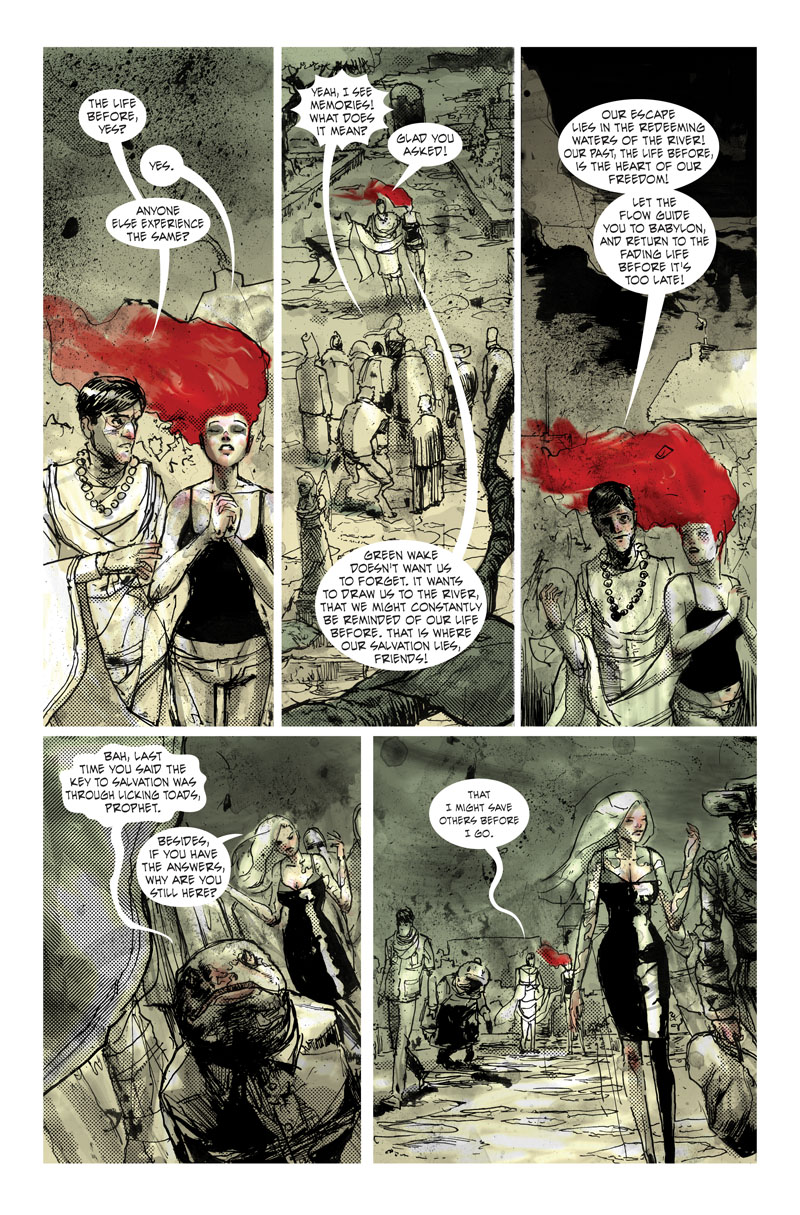 THE LIFE
BEFORE,
YES?
YES.
ANYONE
ELSE EXPERIENCE
THE SAME?
YEAH, I SEE
MEMORIES!
WHAT DOES
IT MEAN?
GLAD YOU
ASKED!
GREEN WAKE
DOESN'T WANT US
TO FORGET. IT WANTS
TO DRAW US TO THE RIVER,
THAT WE MIGHT CONSTANTLY
BE REMINDED OF OUR LIFE
BEFORE. THAT IS WHERE
OUR SALVATION LIES,
FRIENDS!
OUR ESCAPE
LIES IN THE REDEEMING
WATERS OF THE RIVER!
OUR PAST, THE LIFE BEFORE,
IS THE HEART OF OUR
FREEDOM!
LET THE
FLOW GUIDE
YOU TO BABYLON,
AND RETURN TO THE
FADING LIFE
BEFORE IT'S
TOO LATE!
BAH, LAST
TIME YOU SAID THE
KEY TO SALVATION WAS
THROUGH LICKING TOADS,
PROPHET.
BESIDES,
IF YOU HAVE
THE ANSWERS,
WHY ARE YOU
STILL HERE?
THAT
I MIGHT SAVE
OTHERS BEFORE
I GO.